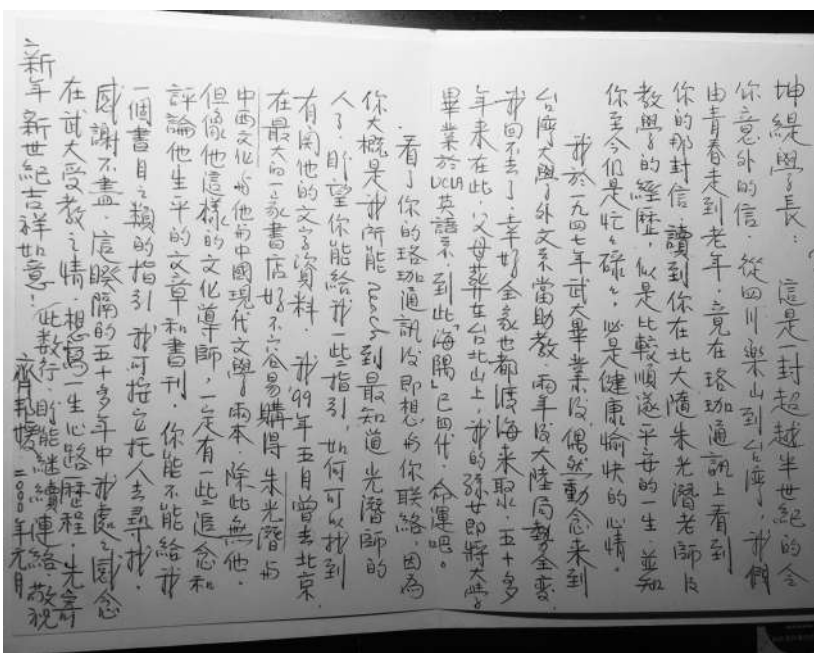 坤緹學長： 這是一封超越半世紀的令
你意外的信。從四川樂山到台灣，我們
由青春走到老年，竟在珞珈通訊上看到
你的那封信。讀到你在北大隨朱光潛老師及
教學的經歷，似是比較順遂平安的一生，並知
你至今仍是忙忙碌碌，必是健康愉快的心情。
我於一九四七年武大畢業後，偶然動念來到
台灣大學外文系當助教，兩年後大陸局勢全變，
我回不去了，幸好全家也都渡海來聚，五十多
年來在此，父母葬在台北山上，我的孫女即將大學
畢業於UCLA英語系，到此「海隅」已四代。命運吧。
看了你的珞珈通訊後即想與你聯絡，因為
你大概是我所能 access 到最知道光潛師的
人了，盼望你能給我一些指引，如何可以找到
有関他的文字資料，我'99年五月曾去北京，
在最大的一家書店好不容易購得朱光潛與
中西文化與他與中國現代文學兩本，除此無他，
但像他這樣的文化導師，一定有一些追念和
評論他生平的文章和書刊，你能不能給我
一個書目之類的指引，我可按立托人去尋找。
感謝不盡，這睽隔的五十多年中我處處感念
在武大受教之情，想寫一生心路歷程，先寄
此數行，盼能繼續連絡，敬祝
新年新世紀吉祥如意！
齊邦媛 二〇〇〇年元月